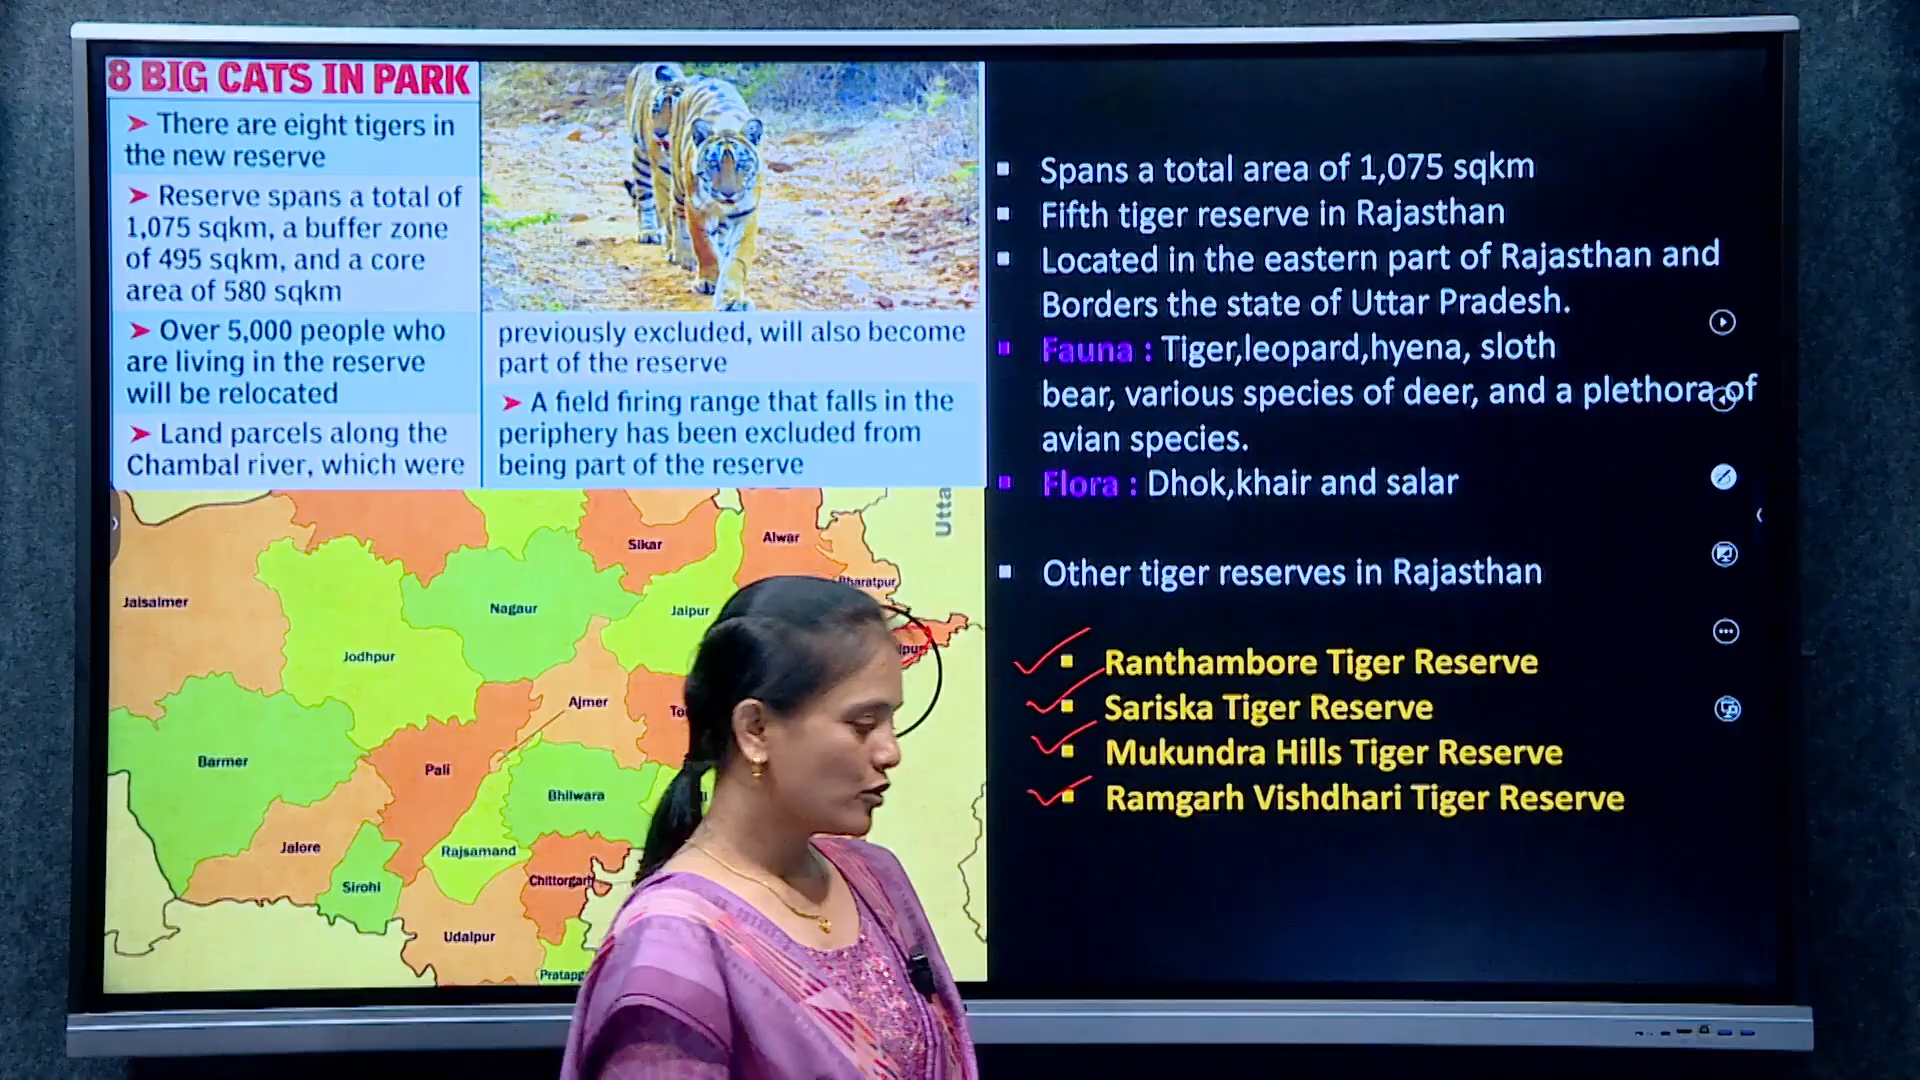 8 BIG CATS IN PARK
➤ There are eight tigers in
the new reserve
➤ Reserve spans a total of
1,075 sqkm, a buffer zone
of 495 sqkm, and a core
area of 580 sqkm
➤ Over 5,000 people who
are living in the reserve
will be relocated
➤ Land parcels along the
Chambal river, which were
previously excluded, will also become
part of the reserve
➤ A field firing range that falls in the
periphery has been excluded from
being part of the reserve
Utta
Sikar
Alwar
Bharatpur
Jaisalmer
Nagaur
Jaipur
Jodhpur
lpur
Ajmer
To
Barmer
Pali
Bhilwara
Jalore
Rajsamand
Sirohi
Chittorgarh
Udaipur
Pratapg
▪ Spans a total area of 1,075 sqkm
▪ Fifth tiger reserve in Rajasthan
▪ Located in the eastern part of Rajasthan and
Borders the state of Uttar Pradesh.
▪ Fauna : Tiger,leopard,hyena, sloth
bear, various species of deer, and a plethora of
avian species.
▪ Flora : Dhok,khair and salar
▪ Other tiger reserves in Rajasthan
▪ Ranthambore Tiger Reserve
▪ Sariska Tiger Reserve
▪ Mukundra Hills Tiger Reserve
▪ Ramgarh Vishdhari Tiger Reserve